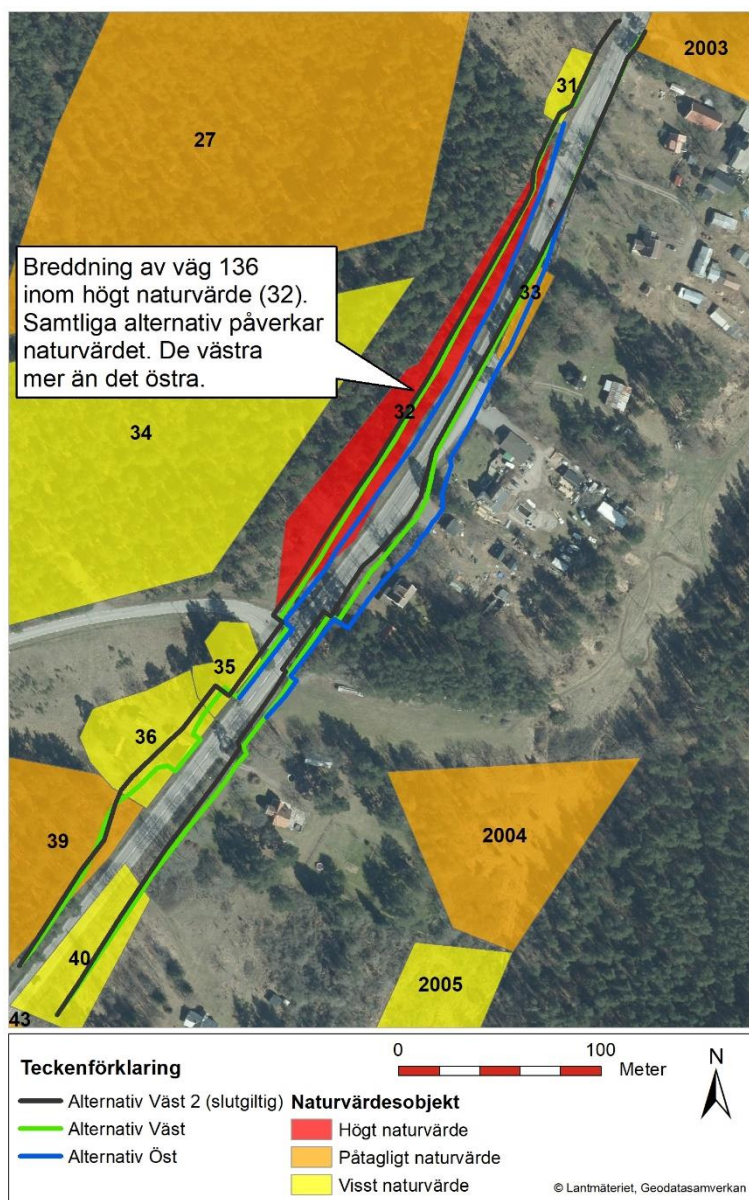 2003
31
27
Breddning av väg 136
inom högt naturvärde (32).
Samtliga alternativ påverkar
naturvärdet. De västra
mer än det östra.
33
32
34
35
36
39
2004
40
2005
43
Teckenförklaring
0 100
Meter
N
Alternativ Väst 2 (slutgiltig)
Alternativ Väst
Alternativ Öst
Naturvärdesobjekt
Högt naturvärde
Påtagligt naturvärde
Visst naturvärde
© Lantmäteriet, Geodatasamverkan